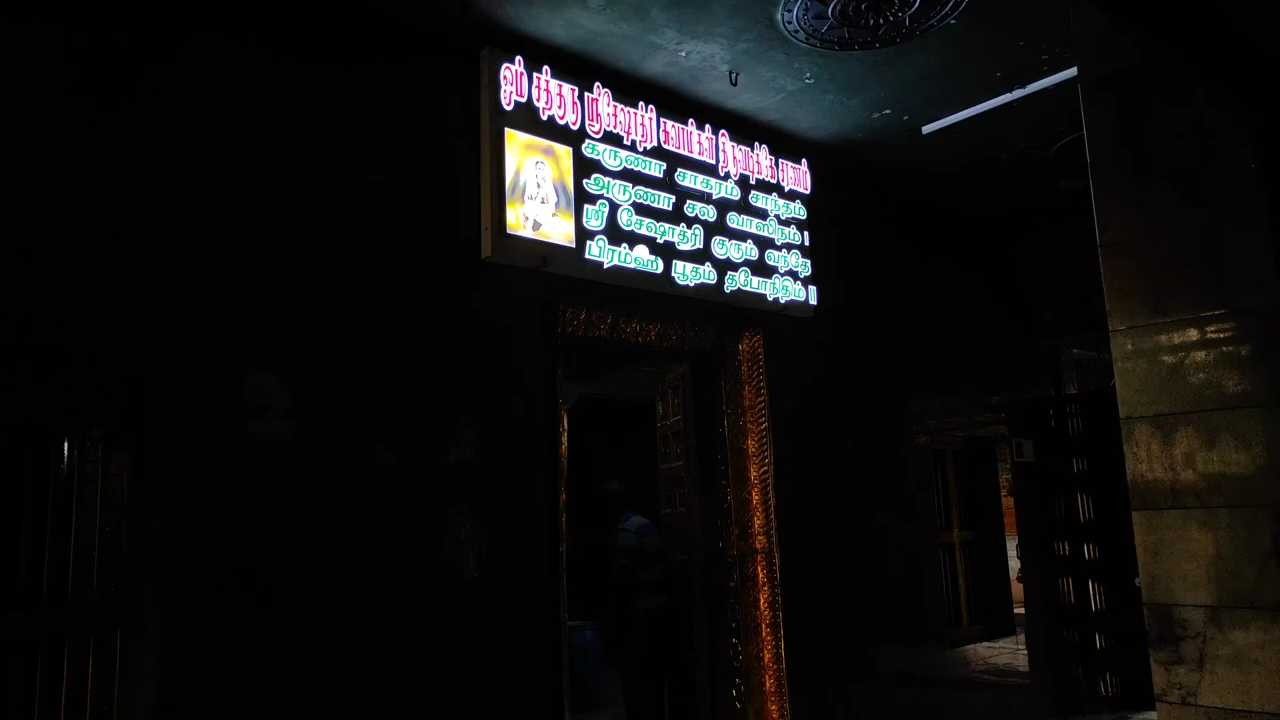 ஓம் சத்குரு ஸ்ரீசேஷாத்ரி சுவாமிகள் திருவடிக்கே சரணம்
கருணா சாகரம் சாந்தம்
அருணா சல வாஸிநம் ।
ஸ்ரீ சேஷாத்ரி குரும் வந்தே
பிரம்ஹ பூதம் தபோநிதிம் ॥